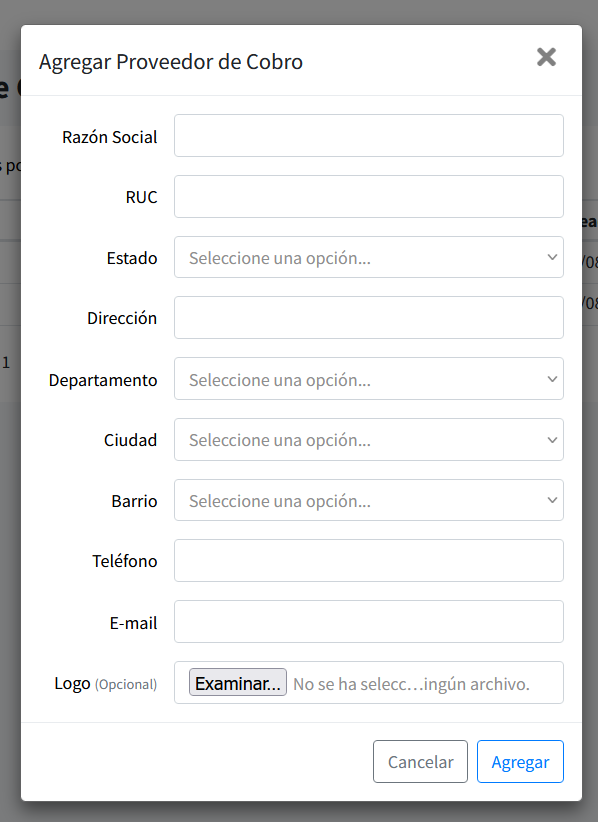 Agregar Proveedor de Cobro
Razón Social
RUC
Estado Seleccione una opción...
Dirección
Departamento Seleccione una opción...
Ciudad Seleccione una opción...
Barrio Seleccione una opción...
Teléfono
E-mail
Logo (Opcional) Examinar... No se ha selecc...ingún archivo.
Cancelar Agregar
1